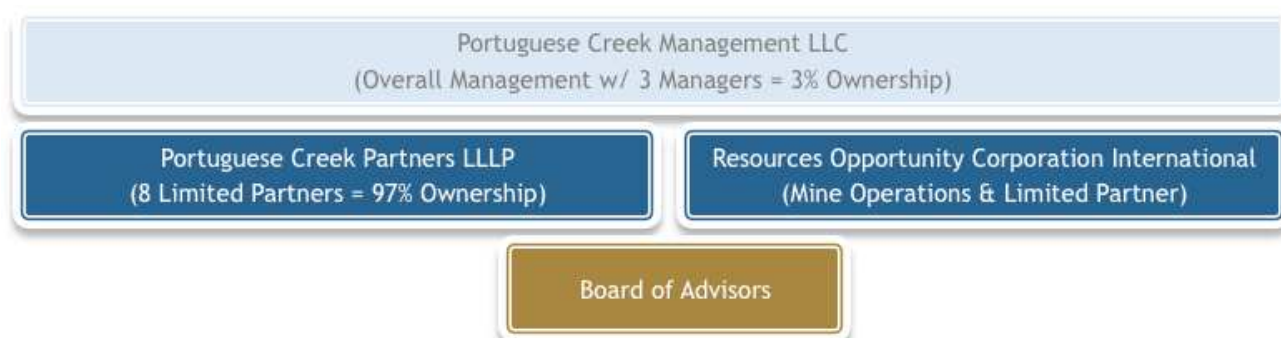 Portuguese Creek Management LLC
(Overall Management w/ 3 Managers = 3% Ownership)
Portuguese Creek Partners LLLP
(8 Limited Partners = 97% Ownership)
Resources Opportunity Corporation International
(Mine Operations & Limited Partner)
Board of Advisors